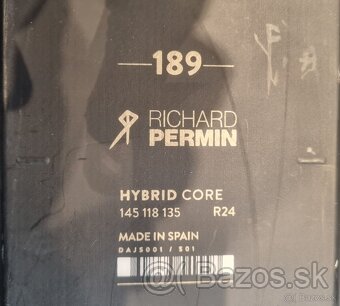 189
RICHARD
PERMIN
HYBRID CORE
145 118 135 R24
MADE IN SPAIN
DAJS001 / S01
Bazos.sk